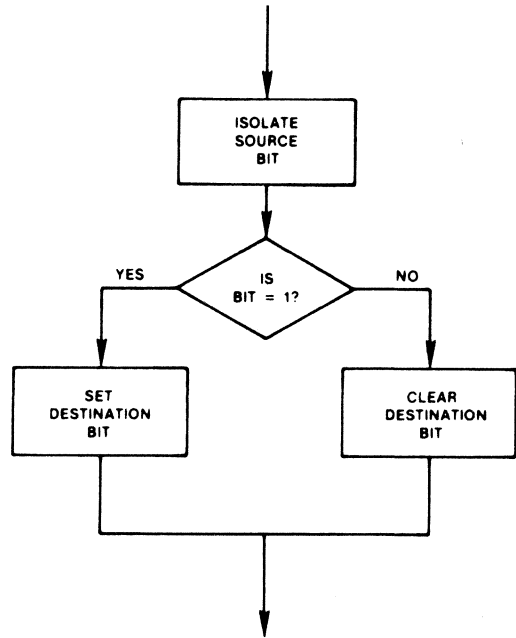 ISOLATE
SOURCE
BIT
IS
BIT = 1?
YES
NO
SET
DESTINATION
BIT
CLEAR
DESTINATION
BIT